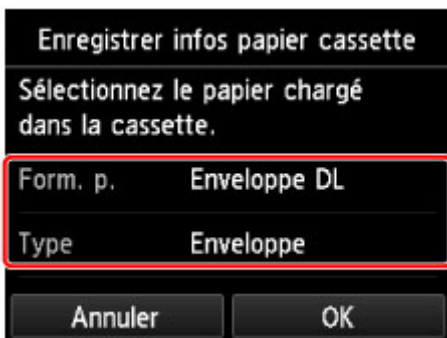 Enregistrer infos papier cassette
Sélectionnez le papier chargé
dans la cassette.
Form. p. Enveloppe DL
Type Enveloppe
Annuler OK